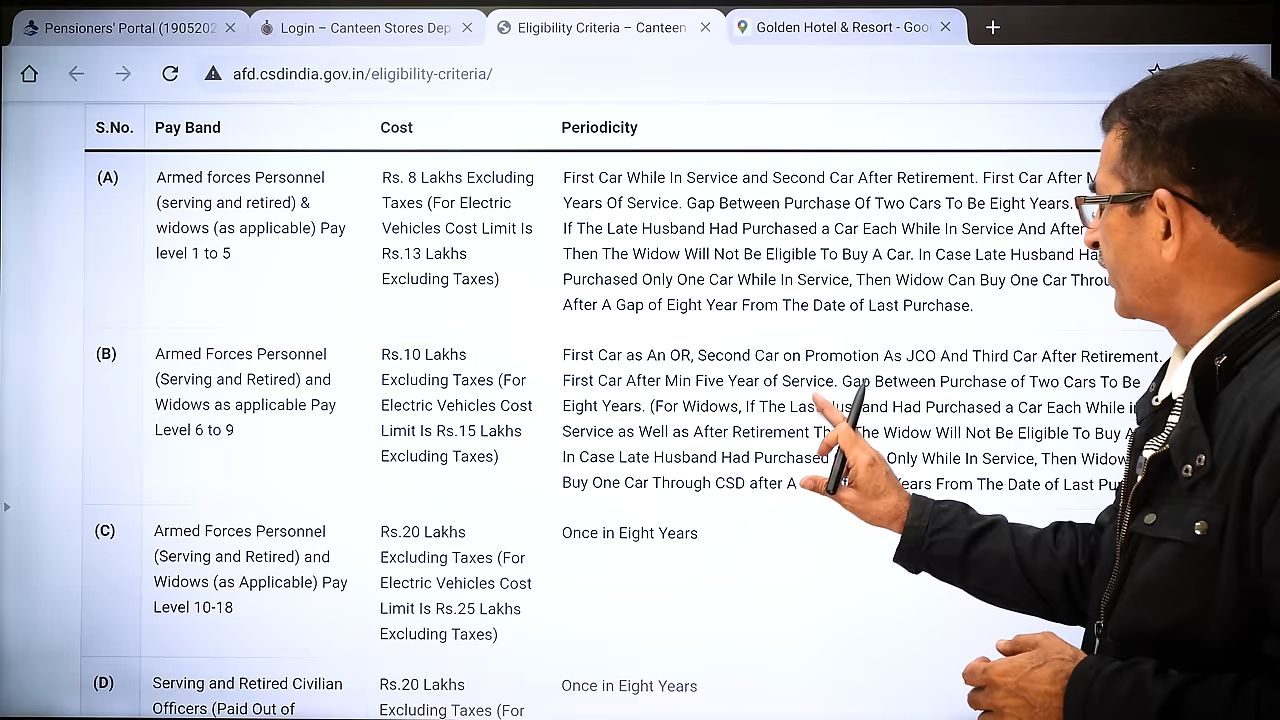 Pensioners' Portal (1905202
Login – Canteen Stores Dep
Eligibility Criteria – Canteen
Golden Hotel & Resort - Goo
afd.csdindia.gov.in/eligibility-criteria/
S.No. Pay Band Cost Periodicity
(A) Armed forces Personnel Rs. 8 Lakhs Excluding First Car While In Service and Second Car After Retirement. First Car After
(serving and retired) & Taxes (For Electric Years Of Service. Gap Between Purchase Of Two Cars To Be Eight Years.
widows (as applicable) Pay Vehicles Cost Limit Is If The Late Husband Had Purchased a Car Each While In Service And After
level 1 to 5 Rs.13 Lakhs Then The Widow Will Not Be Eligible To Buy A Car. In Case Late Husband
Excluding Taxes) Purchased Only One Car While In Service, Then Widow Can Buy One Car
After A Gap of Eight Year From The Date of Last Purchase.
(B) Armed Forces Personnel Rs.10 Lakhs First Car as An OR, Second Car on Promotion As JCO And Third Car After Retirement.
(Serving and Retired) and Excluding Taxes (For First Car After Min Five Year of Service. Gap Between Purchase of Two Cars To Be
Widows as applicable Pay Electric Vehicles Cost Eight Years. (For Widows, If The Had Purchased a Car Each While
Level 6 to 9 Limit Is Rs.15 Lakhs Service as Well as After Retirement The Widow Will Not Be Eligible To Buy
Excluding Taxes) In Case Late Husband Had Purchased Only While In Service, Then Widow
Buy One Car Through CSD after A Years From The Date of Last
(C) Armed Forces Personnel Rs.20 Lakhs Once in Eight Years
(Serving and Retired) and Excluding Taxes (For
Widows (as Applicable) Pay Electric Vehicles Cost
Level 10-18 Limit Is Rs.25 Lakhs
Excluding Taxes)
(D) Serving and Retired Civilian Rs.20 Lakhs Once in Eight Years
Officers (Paid Out of Excluding Taxes (For